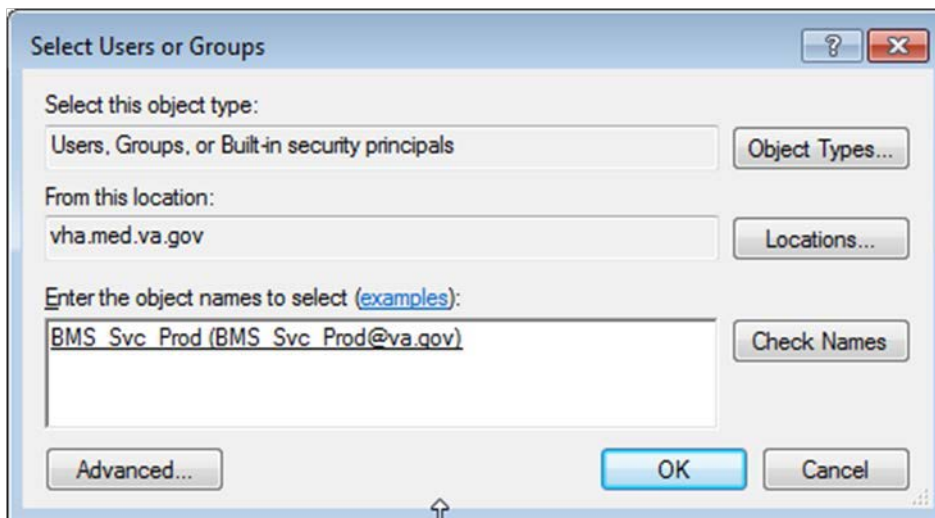 Select Users or Groups
?
Select this object type:
Users, Groups, or Built-in security principals
Object Types...
From this location:
vha.med.va.gov
Locations...
Enter the object names to select (examples):
BMS_Svc_Prod (BMS_Svc_Prod@va.gov)
Check Names
Advanced...
OK
Cancel